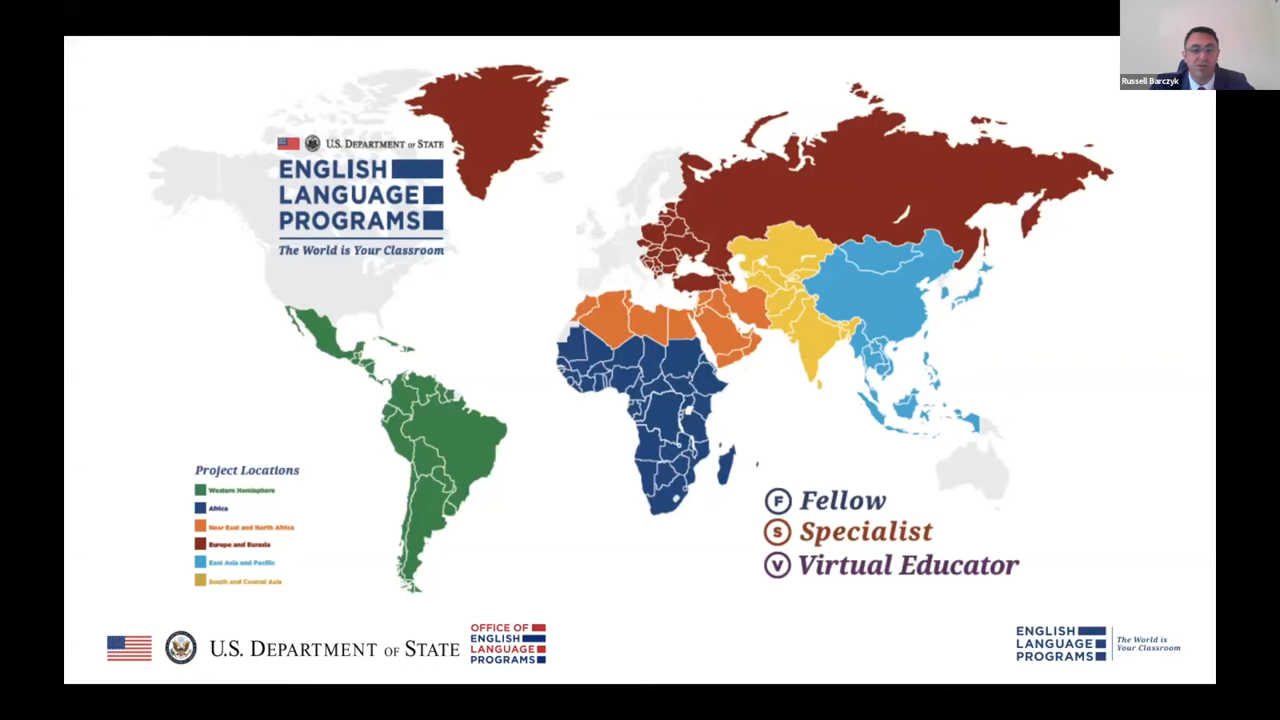 Russell Barczyk
U.S. DEPARTMENT OF STATE
ENGLISH
LANGUAGE
PROGRAMS
The World is Your Classroom
Project Locations
Western Hemisphere
Africa
Near East and North Africa
Europe and Eurasia
East Asia and Pacific
South and Central Asia
F Fellow
S Specialist
V Virtual Educator
U.S. DEPARTMENT OF STATE
OFFICE OF
ENGLISH
LANGUAGE
PROGRAMS
ENGLISH
LANGUAGE
PROGRAMS
The World is
Your Classroom